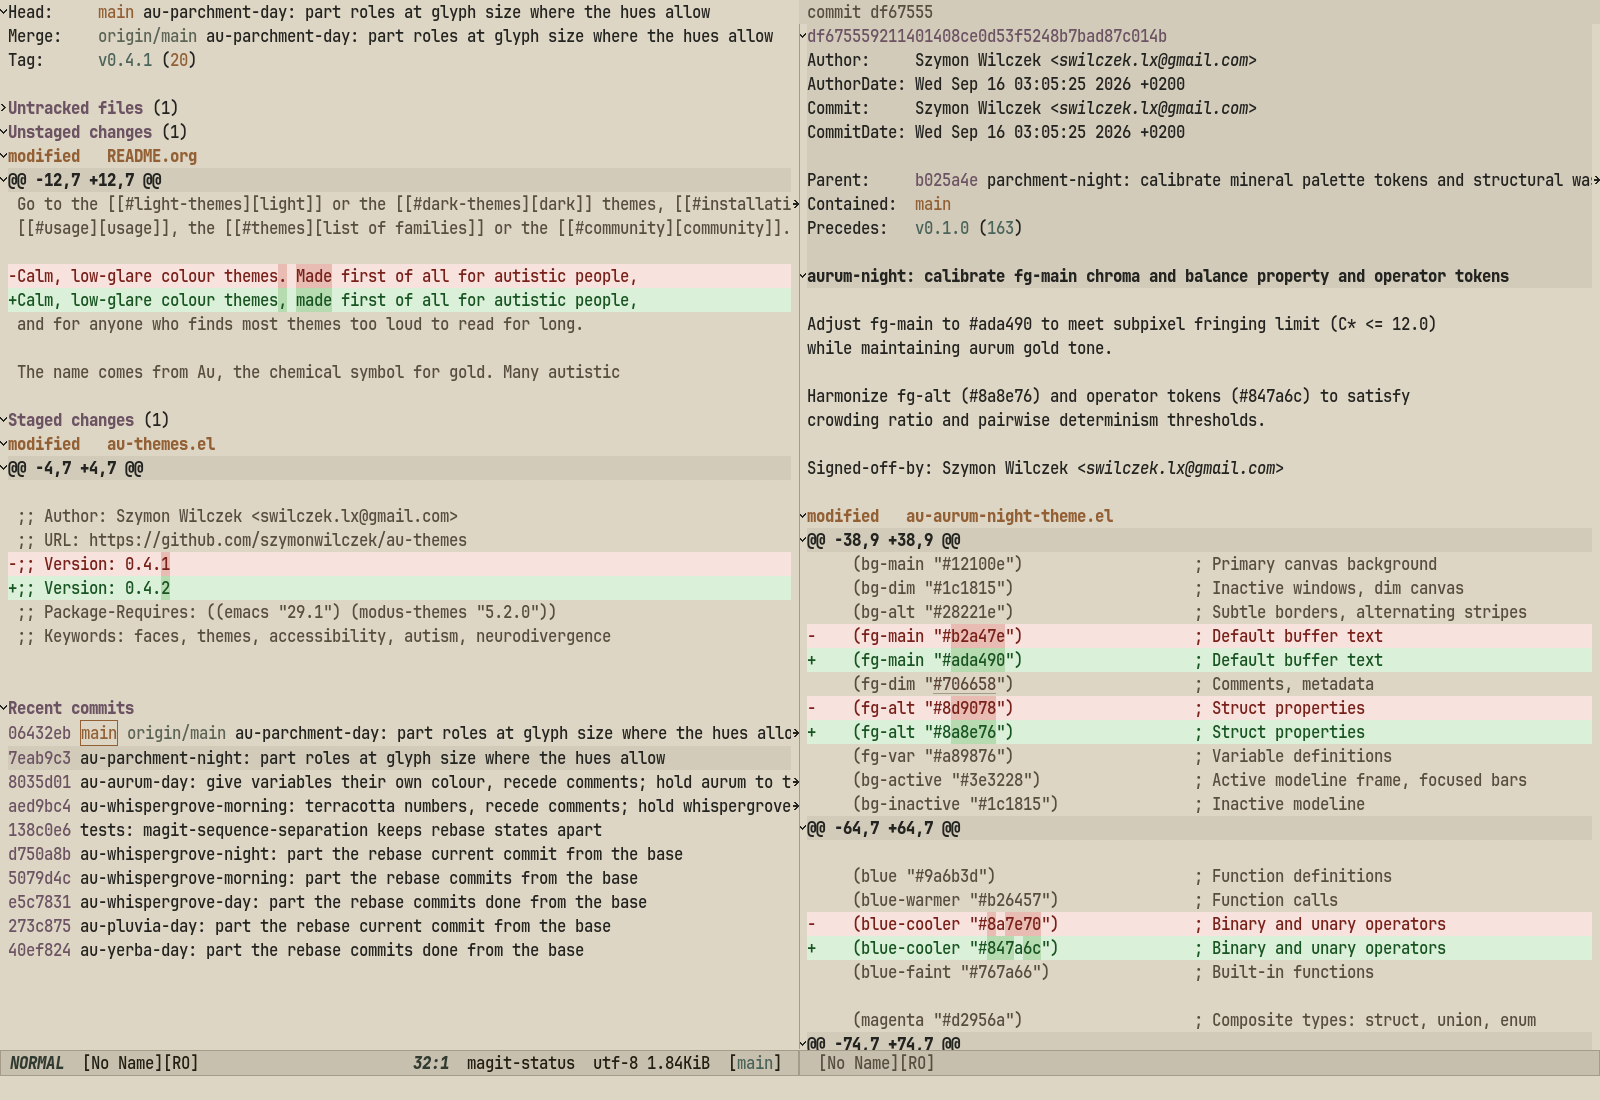 Head:     main au-parchment-day: part roles at glyph size where the hues allow
Merge:    origin/main au-parchment-day: part roles at glyph size where the hues allow
Tag:      v0.4.1 (20)
Untracked files (1)
Unstaged changes (1)
modified   README.org
@@ -12,7 +12,7 @@
Go to the [[#light-themes][light]] or the [[#dark-themes][dark]] themes, [[#installati
[[#usage][usage]], the [[#themes][list of families]] or the [[#community][community]].
-Calm, low-glare colour themes. Made first of all for autistic people,
+Calm, low-glare colour themes, made first of all for autistic people,
and for anyone who finds most themes too loud to read for long.
The name comes from Au, the chemical symbol for gold. Many autistic
Staged changes (1)
modified   au-themes.el
@@ -4,7 +4,7 @@
;; Author: Szymon Wilczek <swilczek.lx@gmail.com>
;; URL: https://github.com/szymonwilczek/au-themes
-;; Version: 0.4.1
+;; Version: 0.4.2
;; Package-Requires: ((emacs "29.1") (modus-themes "5.2.0"))
;; Keywords: faces, themes, accessibility, autism, neurodivergence
Recent commits
06432eb main origin/main au-parchment-day: part roles at glyph size where the hues allo
7eab9c3 au-parchment-night: part roles at glyph size where the hues allow
8035d01 au-aurum-day: give variables their own colour, recede comments; hold aurum to t
aed9bc4 au-whispergrove-morning: terracotta numbers, recede comments; hold whispergrove
138c0e6 tests: magit-sequence-separation keeps rebase states apart
d750a8b au-whispergrove-night: part the rebase current commit from the base
5079d4c au-whispergrove-morning: part the rebase commits from the base
e5c7831 au-whispergrove-day: part the rebase commits done from the base
273c875 au-pluvia-day: part the rebase current commit from the base
40ef824 au-yerba-day: part the rebase commits done from the base
NORMAL  [No Name][RO]  32:1  magit-status  utf-8 1.84KiB  [main]
commit df67555
df675559211401408ce0d53f5248b7bad87c014b
Author:     Szymon Wilczek <swilczek.lx@gmail.com>
AuthorDate: Wed Sep 16 03:05:25 2026 +0200
Commit:     Szymon Wilczek <swilczek.lx@gmail.com>
CommitDate: Wed Sep 16 03:05:25 2026 +0200
Parent:     b025a4e parchment-night: calibrate mineral palette tokens and structural wa
Contained:  main
Precedes:   v0.1.0 (163)
aurum-night: calibrate fg-main chroma and balance property and operator tokens
Adjust fg-main to #ada490 to meet subpixel fringing limit (C* <= 12.0)
while maintaining aurum gold tone.
Harmonize fg-alt (#8a8e76) and operator tokens (#847a6c) to satisfy
crowding ratio and pairwise determinism thresholds.
Signed-off-by: Szymon Wilczek <swilczek.lx@gmail.com>
modified   au-aurum-night-theme.el
@@ -38,9 +38,9 @@
(bg-main "#12100e")                   ; Primary canvas background
(bg-dim "#1c1815")                    ; Inactive windows, dim canvas
(bg-alt "#28221e")                    ; Subtle borders, alternating stripes
-    (fg-main "#b2a47e")                   ; Default buffer text
+    (fg-main "#ada490")                   ; Default buffer text
(fg-dim "#706658")                    ; Comments, metadata
-    (fg-alt "#8d9078")                    ; Struct properties
+    (fg-alt "#8a8e76")                    ; Struct properties
(fg-var "#a89876")                    ; Variable definitions
(bg-active "#3e3228")                 ; Active modeline frame, focused bars
(bg-inactive "#1c1815")               ; Inactive modeline
@@ -64,7 +64,7 @@
(blue "#9a6b3d")                      ; Function definitions
(blue-warmer "#b26457")               ; Function calls
-    (blue-cooler "#8a7e70")               ; Binary and unary operators
+    (blue-cooler "#847a6c")               ; Binary and unary operators
(blue-faint "#767a66")                ; Built-in functions
(magenta "#d2956a")                   ; Composite types: struct, union, enum
@@ -74,7 +74,7 @@
[No Name][RO]